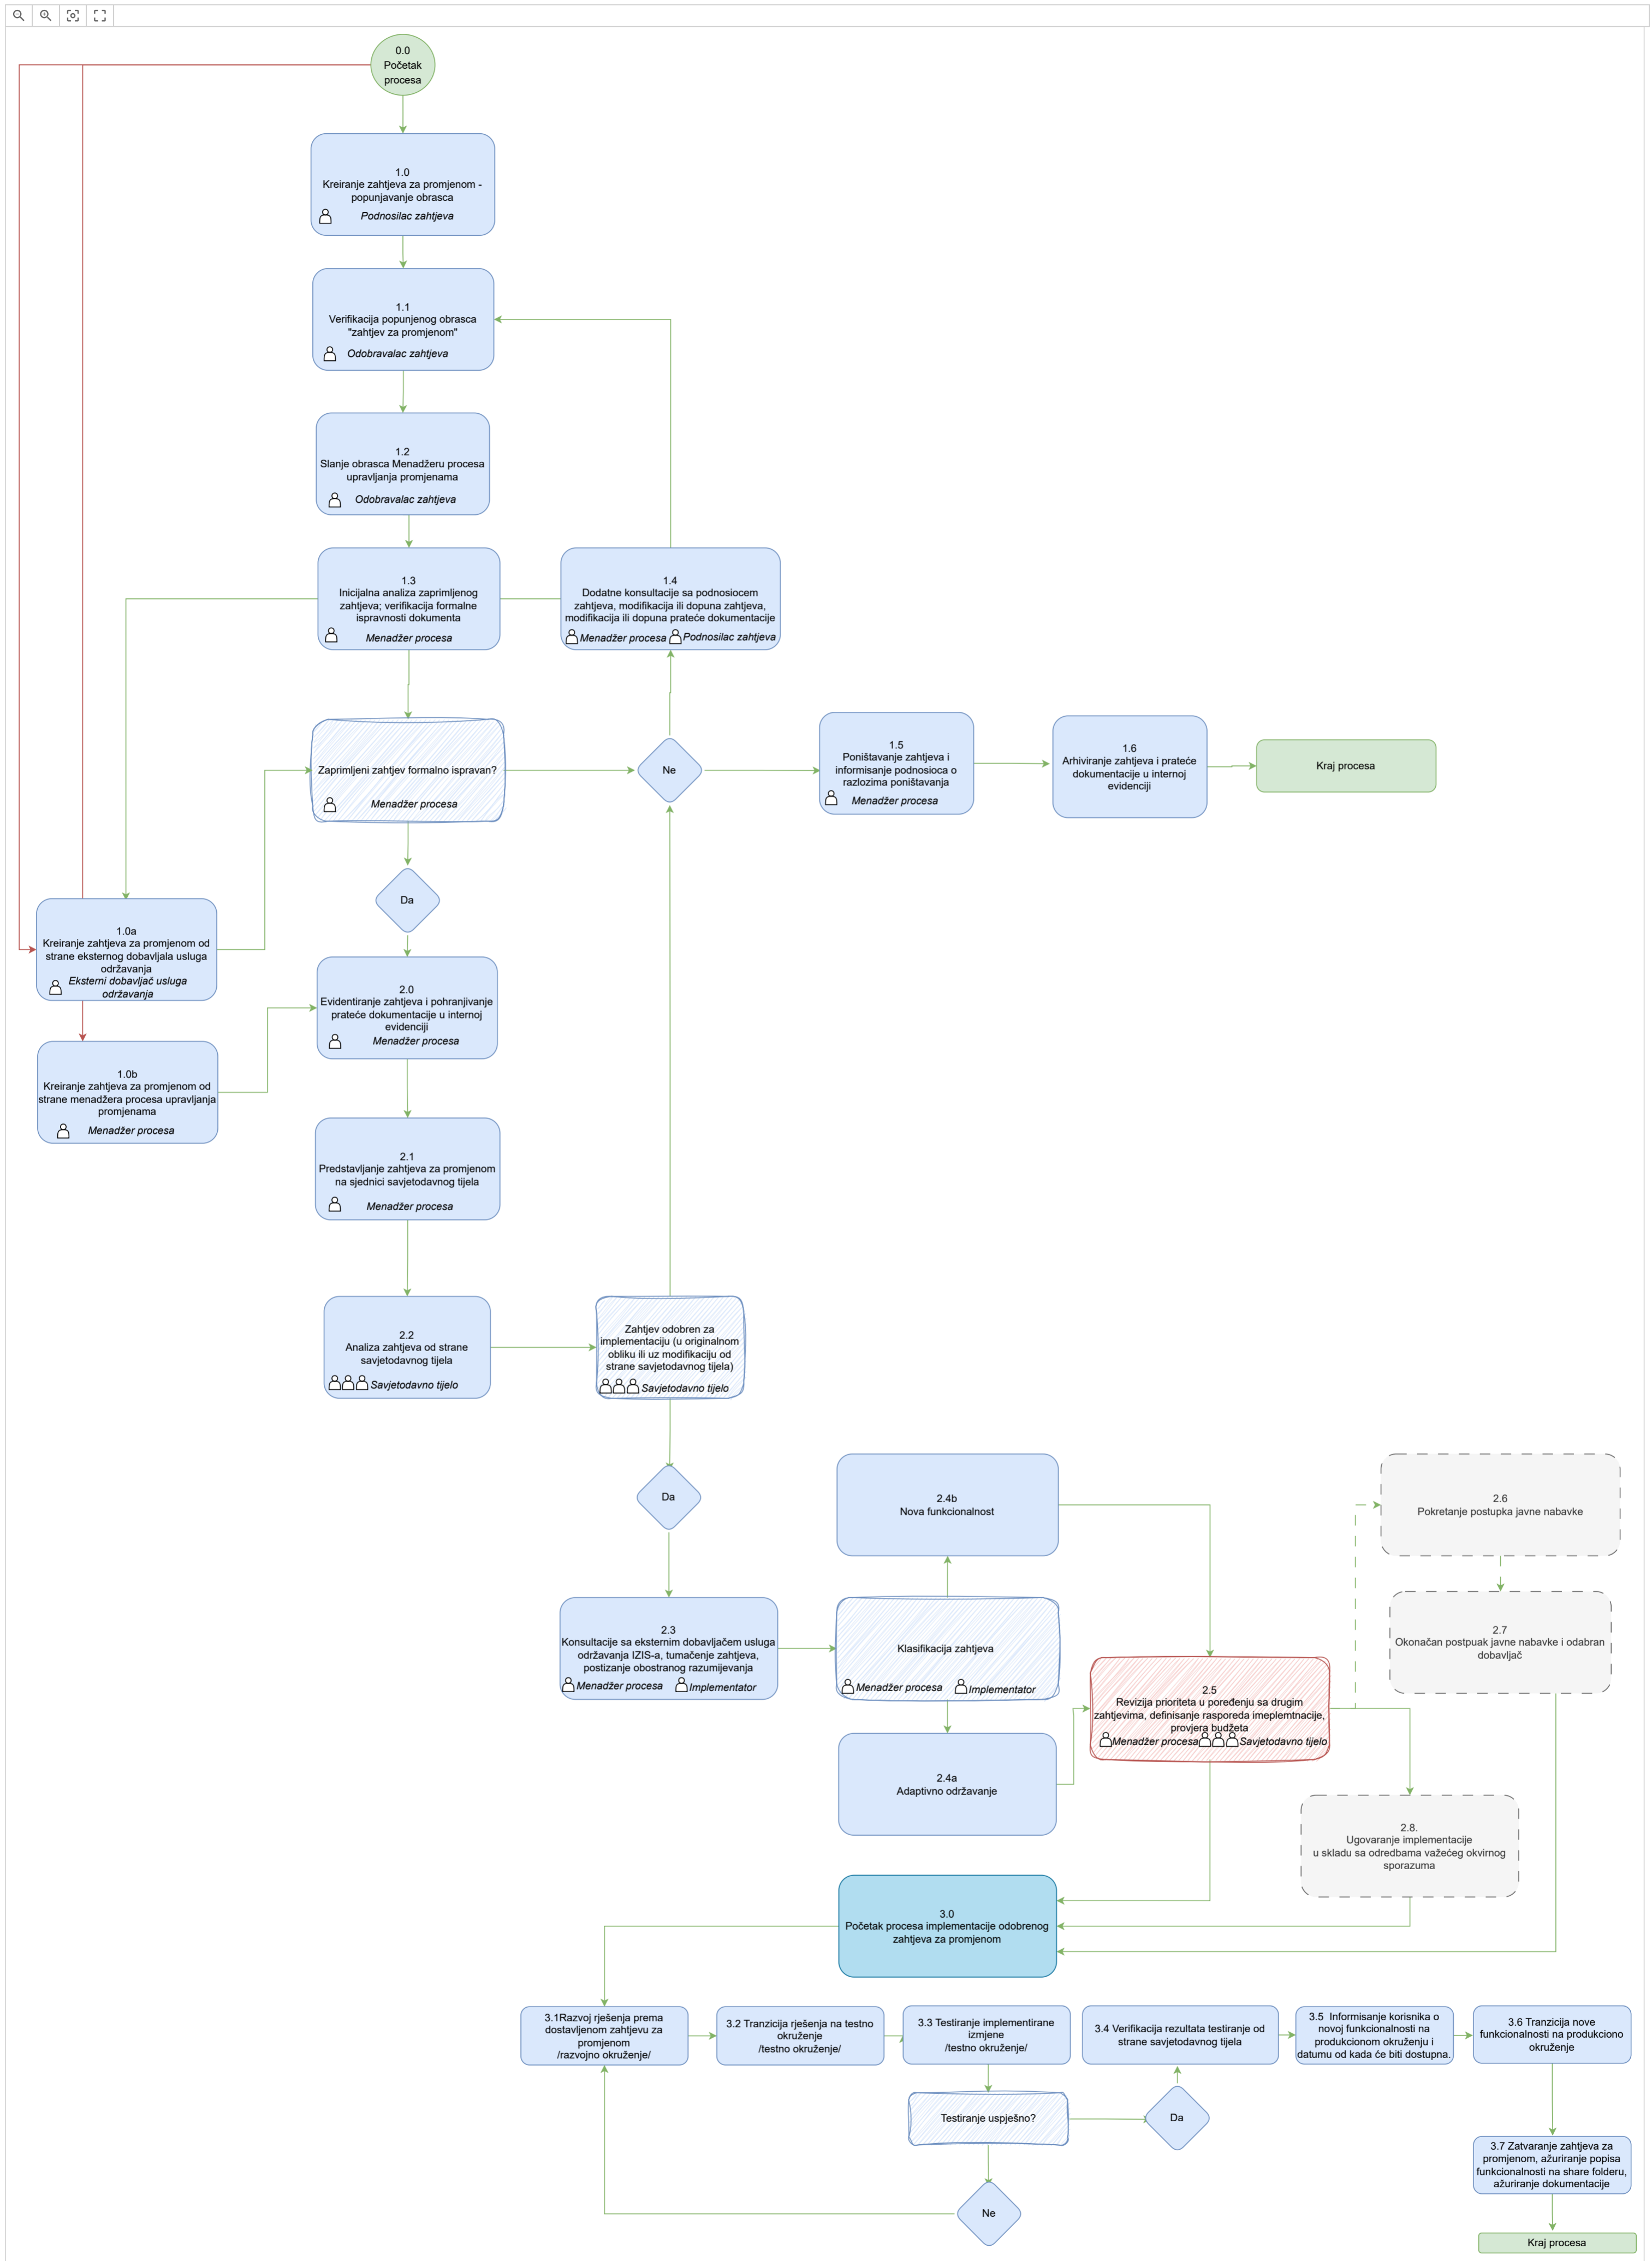 0.0
Početak
procesa
1.0
Kreiranje zahtjeva za promjenom -
popunjavanje obrasca
Podnosilac zahtjeva
1.1
Verifikacija popunjenog obrasca
"zahtjev za promjenom"
Odobravalac zahtjeva
1.2
Slanje obrasca Menadžeru procesa
upravljanja promjenama
Odobravalac zahtjeva
1.3
Inicijalna analiza zaprimljenog
zahtjeva; verifikacija formalne
ispravnosti dokumenta
Menadžer procesa
1.4
Dodatne konsultacije sa podnosiocem
zahtjeva, modifikacija ili dopuna zahtjeva,
modifikacija ili dopuna prateće dokumentacije
Menadžer procesa Podnosilac zahtjeva
Zaprimljeni zahtjev formalno ispravan?
Menadžer procesa
Ne
1.5
Poništavanje zahtjeva i
informisanje podnosioca o
razlozima poništavanja
Menadžer procesa
1.6
Arhiviranje zahtjeva i prateće
dokumentacije u internoj
evidenciji
Kraj procesa
Da
1.0a
Kreiranje zahtjeva za promjenom od
strane eksternog dobavljala usluga
održavanja
Eksterni dobavljač usluga
održavanja
2.0
Evidentiranje zahtjeva i pohranjivanje
prateće dokumentacije u internoj
evidenciji
Menadžer procesa
1.0b
Kreiranje zahtjeva za promjenom od
strane menadžera procesa upravljanja
promjenama
Menadžer procesa
2.1
Predstavljanje zahtjeva za promjenom
na sjednici savjetodavnog tijela
Menadžer procesa
2.2
Analiza zahtjeva od strane
savjetodavnog tijela
Savjetodavno tijelo
Zahtjev odobren za
implementaciju (u originalnom
obliku ili uz modifikaciju od
strane savjetodavnog tijela)
Savjetodavno tijelo
Da
2.4b
Nova funkcionalnost
2.6
Pokretanje postupka javne nabavke
2.3
Konsultacije sa eksternim dobavljačem usluga
održavanja IZIS-a, tumačenje zahtjeva,
postizanje obostranog razumijevanja
Menadžer procesa Implementator
Klasifikacija zahtjeva
Menadžer procesa Implementator
2.7
Okonačan postpuak javne nabavke i odabran
dobavljač
2.5
Revizija prioriteta u poređenju sa drugim
zahtjevima, definisanje rasporeda imeplemtnacije,
provjera budžeta
Menadžer procesa Savjetodavno tijelo
2.4a
Adaptivno održavanje
2.8.
Ugovaranje implementacije
u skladu sa odredbama važećeg okvirnog
sporazuma
3.0
Početak procesa implementacije odobrenog
zahtjeva za promjenom
3.1Razvoj rješenja prema
dostavljenom zahtjevu za
promjenom
/razvojno okruženje/
3.2 Tranzicija rješenja na testno
okruženje
/testno okruženje/
3.3 Testiranje implementirane
izmjene
/testno okruženje/
3.4 Verifikacija rezultata testiranje od
strane savjetodavnog tijela
3.5 Informisanje korisnika o
novoj funkcionalnosti na
produkcionom okruženju i
datumu od kada će biti dostupna.
3.6 Tranzicija nove
funkcionalnosti na produkciono
okruženje
Testiranje uspješno?
Da
3.7 Zatvaranje zahtjeva za
promjenom, ažuriranje popisa
funkcionalnosti na share folderu,
ažuriranje dokumentacije
Ne
Kraj procesa